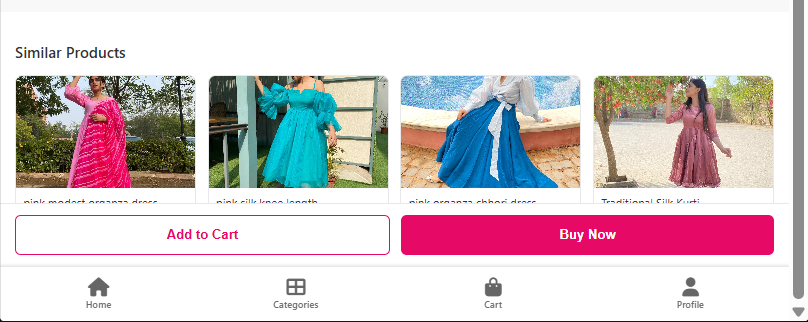 Similar Products
pink modest organza dress
pink silk knee length
pink organza chhori dress
Traditional Silk Kurti
Add to Cart
Buy Now
Home
Categories
Cart
Profile